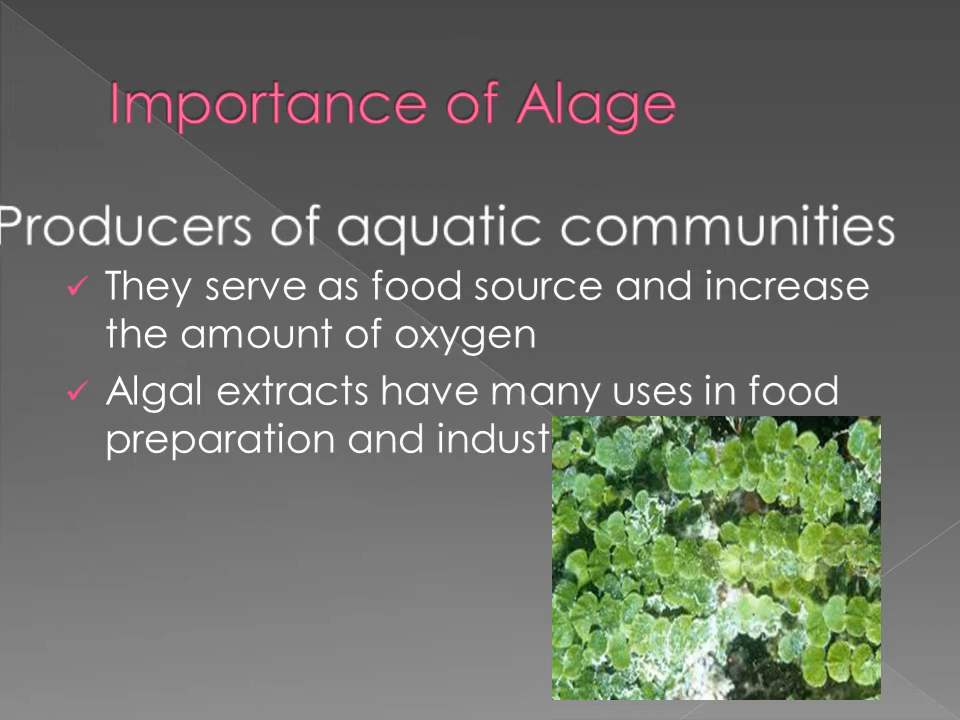 Importance of Alage
Producers of aquatic communities
✓ They serve as food source and increase
the amount of oxygen
✓ Algal extracts have many uses in food
preparation and indust